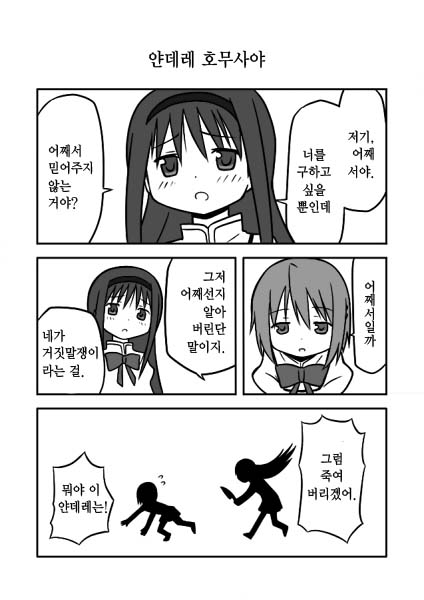 얀데레 호무사야
저기,
어째
서야.
너를
구하고
싶을
뿐인데
어째서
믿어주지
않는
거야?
어째서일까
그저
어째선지
알아
버린단
말이지.
네가
거짓말쟁이
라는 걸.
그럼
죽여
버리겠어.
뭐야 이
얀데레는!